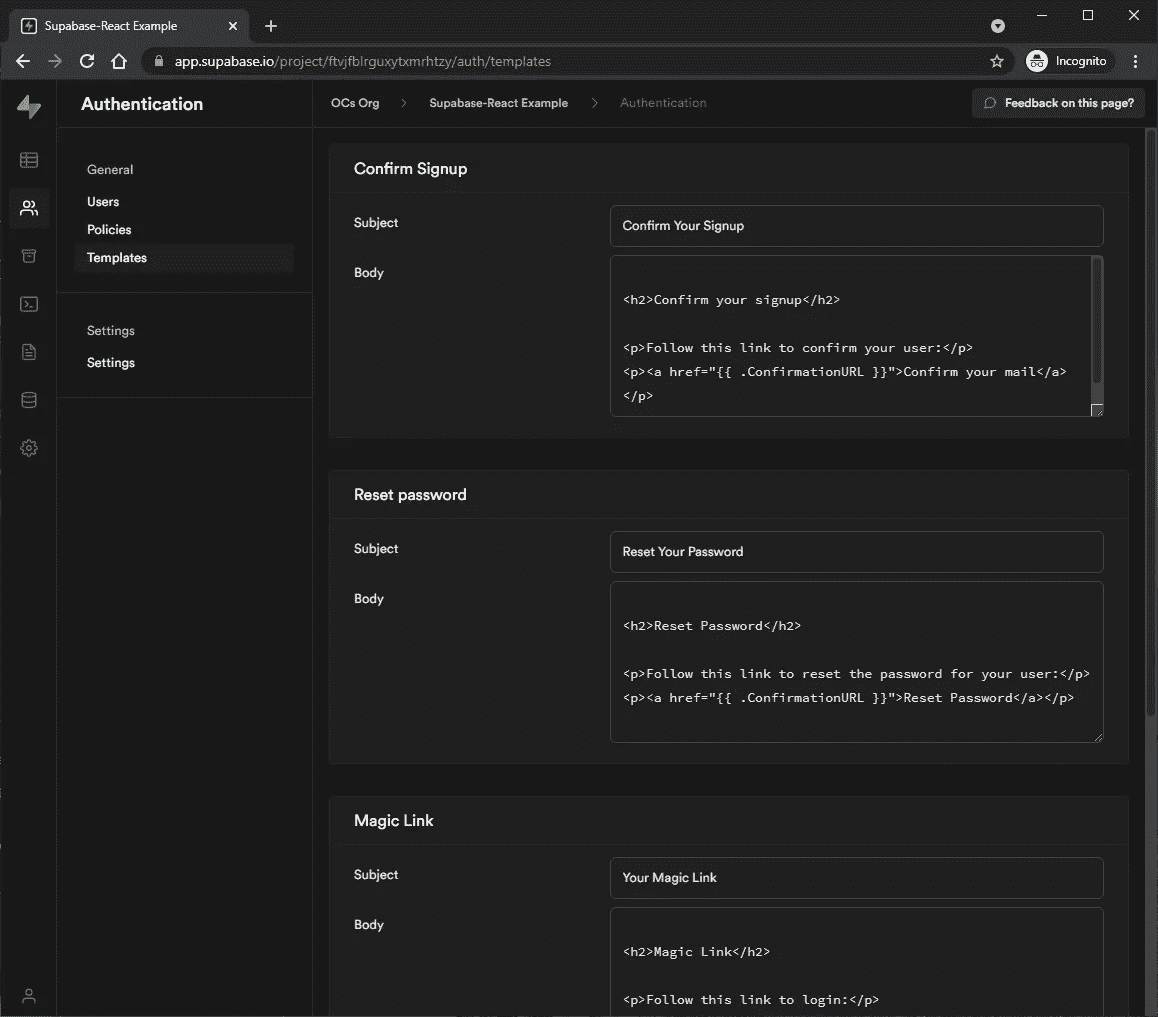 Supabase-React Example
app.supabase.io/project/ftvjfblrguxytxmrhtzy/auth/templates
Incognito
Authentication
OCs Org > Supabase-React Example > Authentication
Feedback on this page?
General
Users
Policies
Templates
Settings
Settings
Confirm Signup
Subject
Confirm Your Signup
Body
<h2>Confirm your signup</h2>
<p>Follow this link to confirm your user:</p>
<p><a href="{{ .ConfirmationURL }}">Confirm your mail</a>
</p>
Reset password
Subject
Reset Your Password
Body
<h2>Reset Password</h2>
<p>Follow this link to reset the password for your user:</p>
<p><a href="{{ .ConfirmationURL }}">Reset Password</a></p>
Magic Link
Subject
Your Magic Link
Body
<h2>Magic Link</h2>
<p>Follow this link to login:</p>